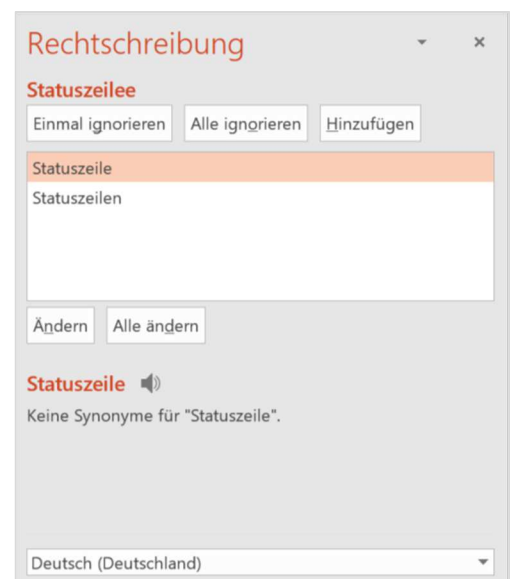 Rechtschreibung
Statuszeilee
Einmal ignorieren Alle ignorieren Hinzufügen
Statuszeile
Statuszeilen
Ändern Alle ändern
Statuszeile
Keine Synonyme für "Statuszeile".
Deutsch (Deutschland)